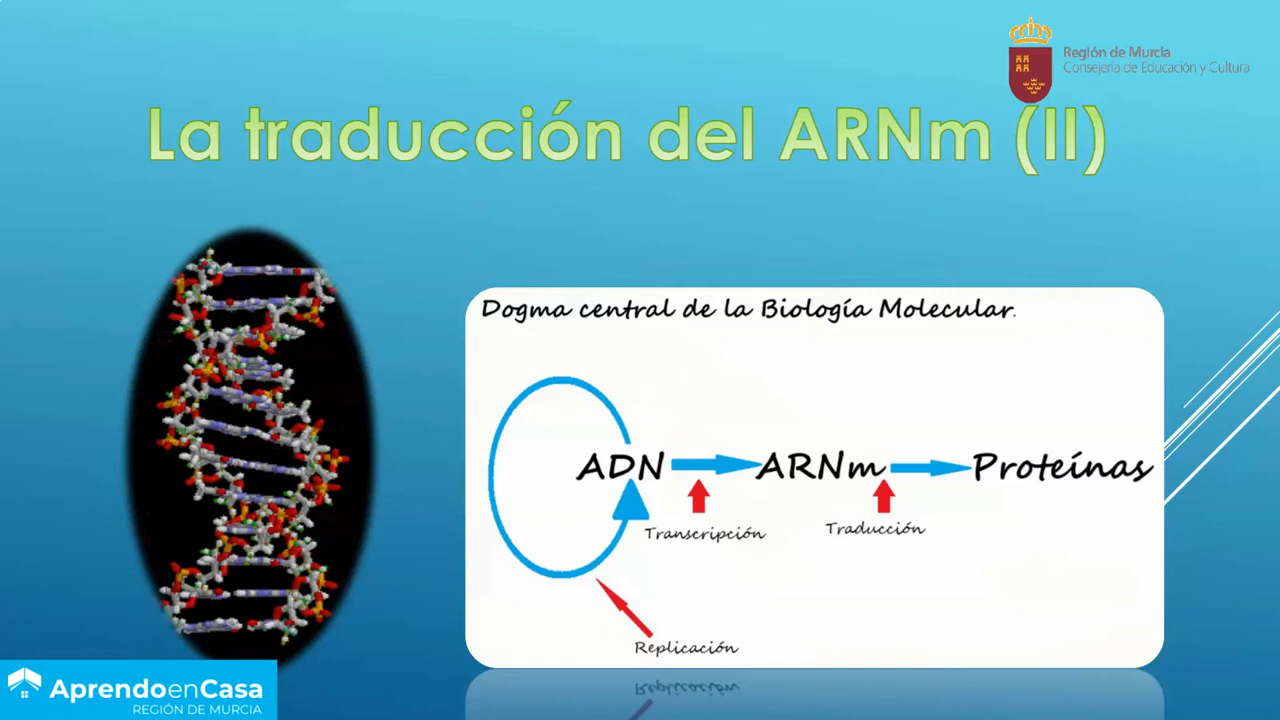 Región de Murcia
Consejería de Educación y Cultura
La traducción del ARNm (II)
Dogma central de la Biología Molecular.
ADN ARNm Proteínas
Transcripción Traducción
Replicación
AprendoenCasa
REGIÓN DE MURCIA